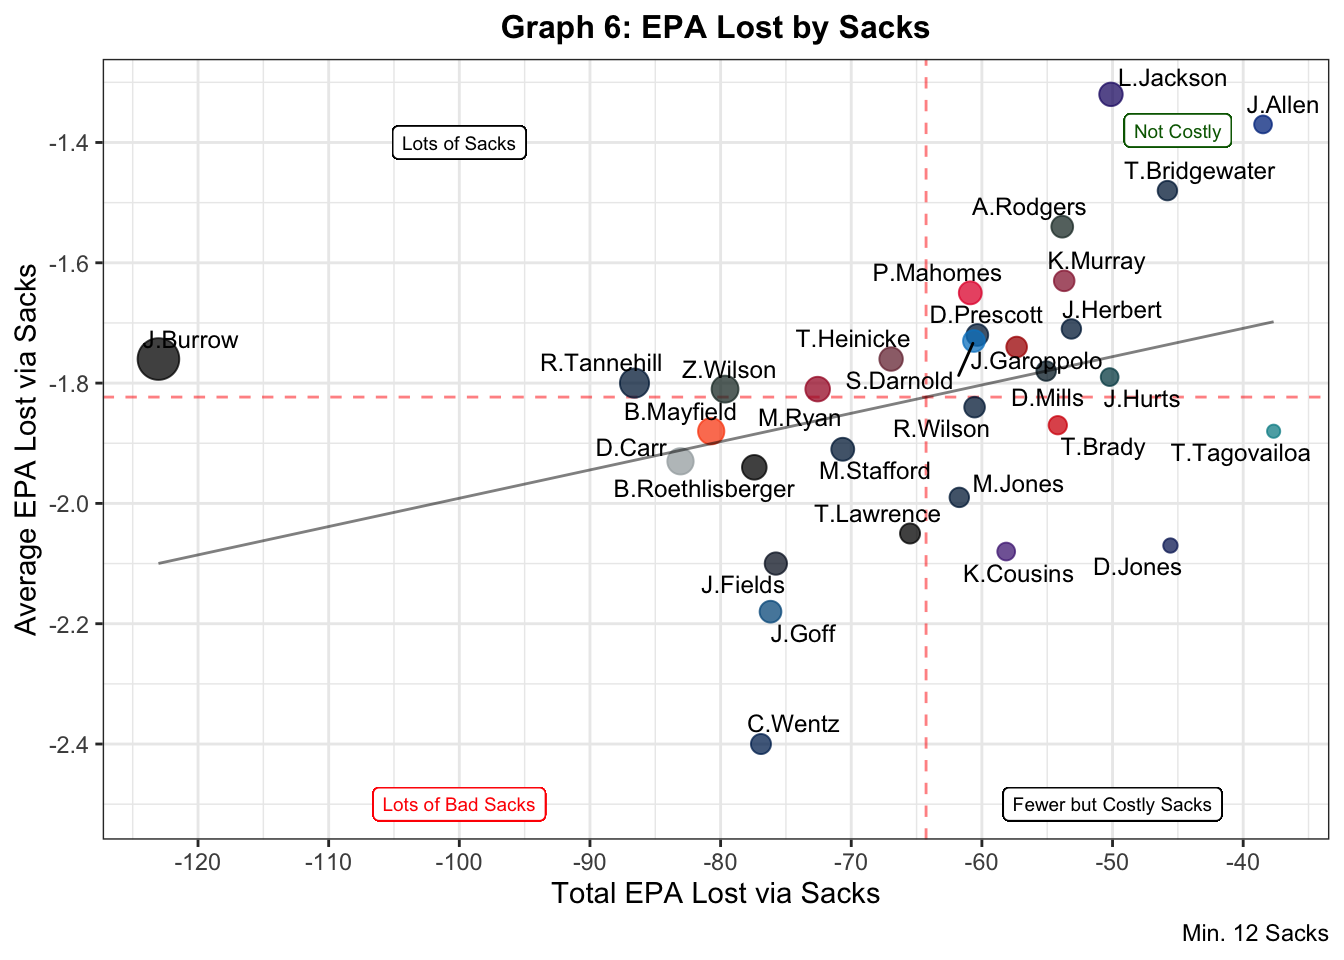 Graph 6: EPA Lost by Sacks
L.Jackson
J.Allen
Lots of Sacks
Not Costly
-1.4
T.Bridgewater
A.Rodgers
K.Murray
-1.6
P.Mahomes
D.Prescott
J.Herbert
J.Burrow
T.Heinicke
R.Tannehill
Z.Wilson
J.Garoppolo
S.Darnold
-1.8
D.Mills
J.Hurts
B.Mayfield
M.Ryan
R.Wilson
D.Carr
T.Brady
T.Tagovailoa
M.Stafford
B.Roethlisberger
M.Jones
-2.0
T.Lawrence
D.Jones
K.Cousins
J.Fields
-2.2
J.Goff
C.Wentz
-2.4
Lots of Bad Sacks
Fewer but Costly Sacks
Average EPA Lost via Sacks
-120 -110 -100 -90 -80 -70 -60 -50 -40
Total EPA Lost via Sacks
Min. 12 Sacks